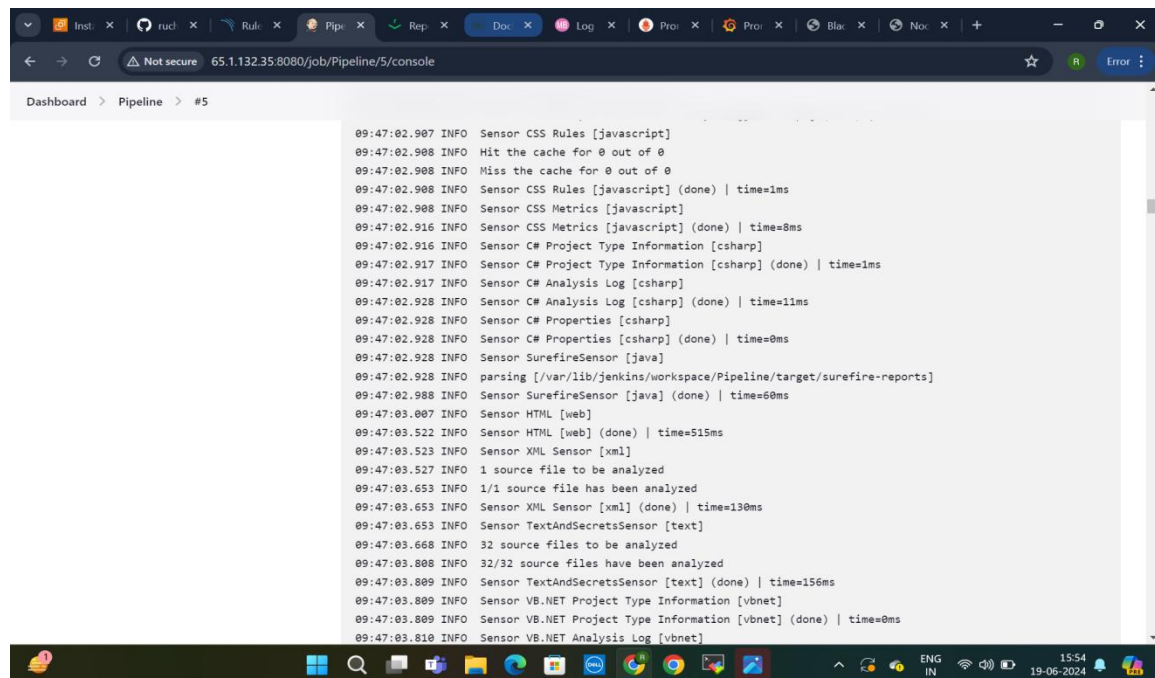 Inst
ruch
Rule
Pipe
Rep
Doc
Log
Pror
Pror
Blac
Noc
Not secure 65.1.132.35:8080/job/Pipeline/5/console
R
Error
Dashboard > Pipeline > #5
09:47:02.907 INFO Sensor CSS Rules [javascript]
09:47:02.908 INFO Hit the cache for 0 out of 0
09:47:02.908 INFO Miss the cache for 0 out of 0
09:47:02.908 INFO Sensor CSS Rules [javascript] (done) | time=1ms
09:47:02.908 INFO Sensor CSS Metrics [javascript]
09:47:02.916 INFO Sensor CSS Metrics [javascript] (done) | time=8ms
09:47:02.916 INFO Sensor C# Project Type Information [csharp]
09:47:02.917 INFO Sensor C# Project Type Information [csharp] (done) | time=1ms
09:47:02.917 INFO Sensor C# Analysis Log [csharp]
09:47:02.928 INFO Sensor C# Analysis Log [csharp] (done) | time=11ms
09:47:02.928 INFO Sensor C# Properties [csharp]
09:47:02.928 INFO Sensor C# Properties [csharp] (done) | time=0ms
09:47:02.928 INFO Sensor SurefireSensor [java]
09:47:02.928 INFO parsing [/var/lib/jenkins/workspace/Pipeline/target/surefire-reports]
09:47:02.988 INFO Sensor SurefireSensor [java] (done) | time=60ms
09:47:03.007 INFO Sensor HTML [web]
09:47:03.522 INFO Sensor HTML [web] (done) | time=515ms
09:47:03.523 INFO Sensor XML Sensor [xml]
09:47:03.527 INFO 1 source file to be analyzed
09:47:03.653 INFO 1/1 source file has been analyzed
09:47:03.653 INFO Sensor XML Sensor [xml] (done) | time=130ms
09:47:03.653 INFO Sensor TextAndSecretsSensor [text]
09:47:03.668 INFO 32 source files to be analyzed
09:47:03.808 INFO 32/32 source files have been analyzed
09:47:03.809 INFO Sensor TextAndSecretsSensor [text] (done) | time=156ms
09:47:03.809 INFO Sensor VB.NET Project Type Information [vbnet]
09:47:03.809 INFO Sensor VB.NET Project Type Information [vbnet] (done) | time=0ms
09:47:03.810 INFO Sensor VB.NET Analysis Log [vbnet]
ENG
IN
15:54
19-06-2024